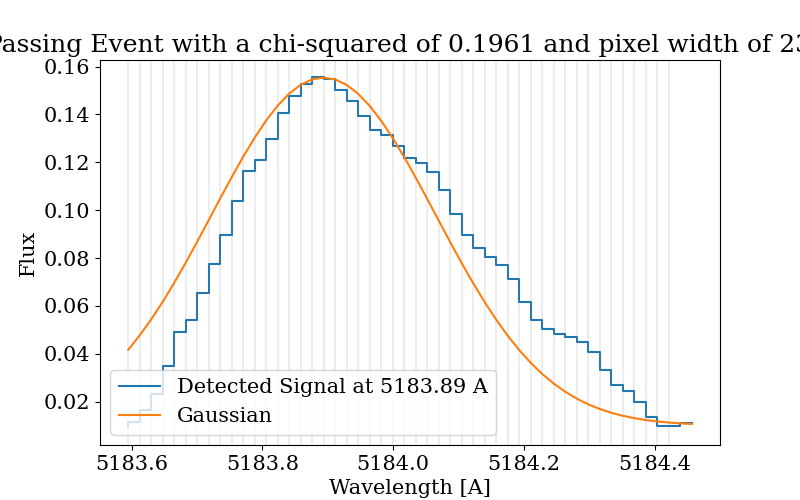 Passing Event with a chi-squared of 0.1961 and pixel width of 23
0.16
0.14
0.12
0.10
0.08
0.06
0.04
0.02
Flux
Detected Signal at 5183.89 A
Gaussian
5183.6 5183.8 5184.0 5184.2 5184.4
Wavelength [A]